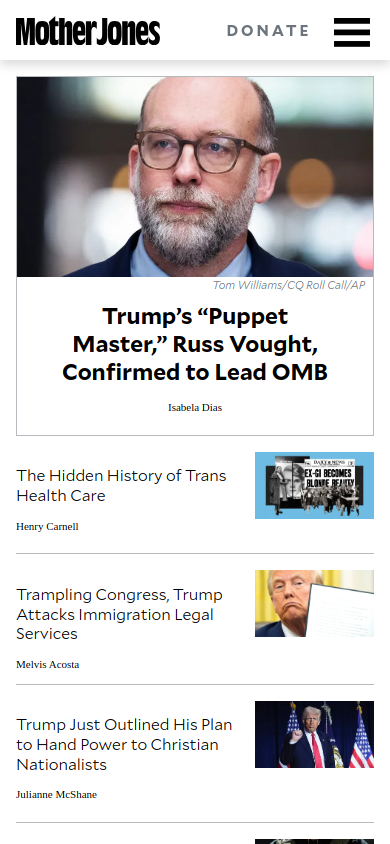 Mother Jones
DONATE
Tom Williams/CQ Roll Call/AP
Trump’s “Puppet
Master,” Russ Vought,
Confirmed to Lead OMB
Isabela Dias
The Hidden History of Trans
Health Care
Henry Carnell
DAILY NEWS
EX-GI BECOMES
BLONDE BEAUTY
Trampling Congress, Trump
Attacks Immigration Legal
Services
Melvis Acosta
Trump Just Outlined His Plan
to Hand Power to Christian
Nationalists
Julianne McShane